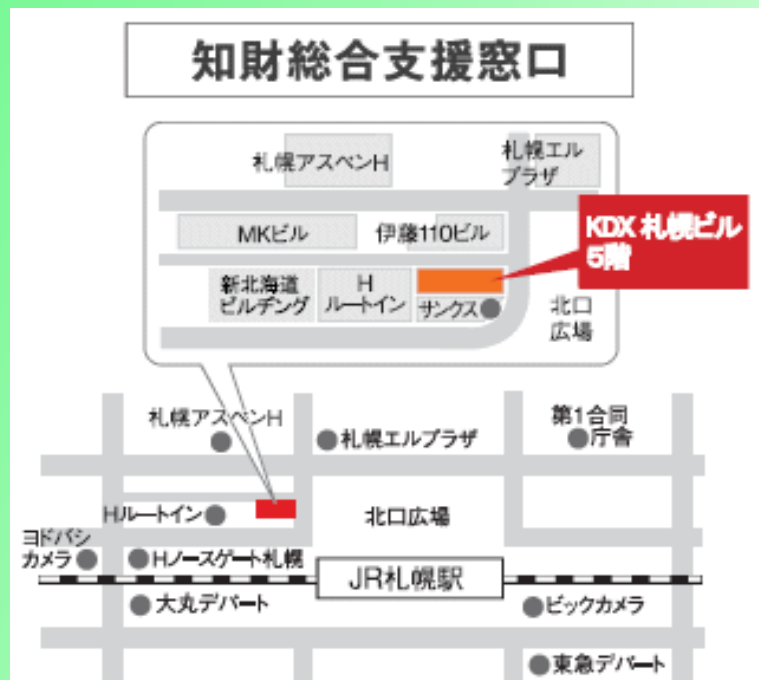 知財総合支援窓口
札幌アスペンH
札幌エル
プラザ
MKビル
伊藤110ビル
KDX 札幌ビル
5階
新北海道
ビルヂング
H
ルートイン
サンクス
北口
広場
札幌アスペンH
札幌エルプラザ
第1合同
庁舎
Hルートイン
北口広場
ヨドバシ
カメラ
Hノースゲート札幌
JR札幌駅
大丸デパート
ビックカメラ
東急デパート